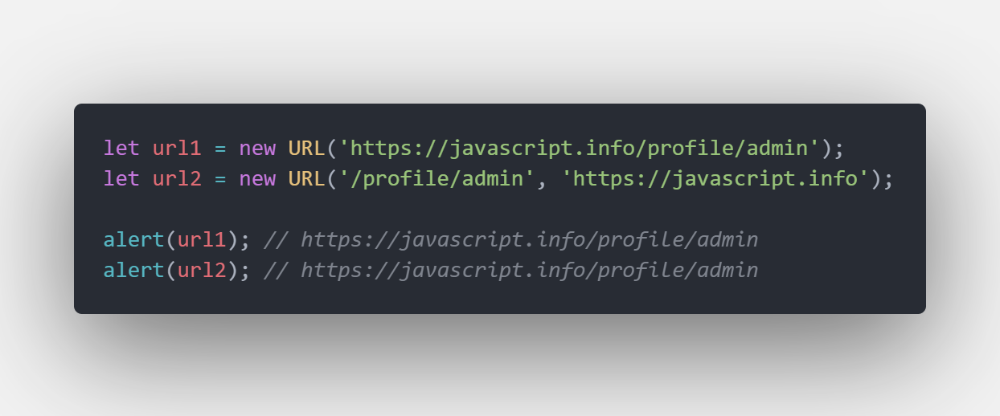 let url1 = new URL('https://javascript.info/profile/admin');
let url2 = new URL('/profile/admin', 'https://javascript.info');
alert(url1); // https://javascript.info/profile/admin
alert(url2); // https://javascript.info/profile/admin